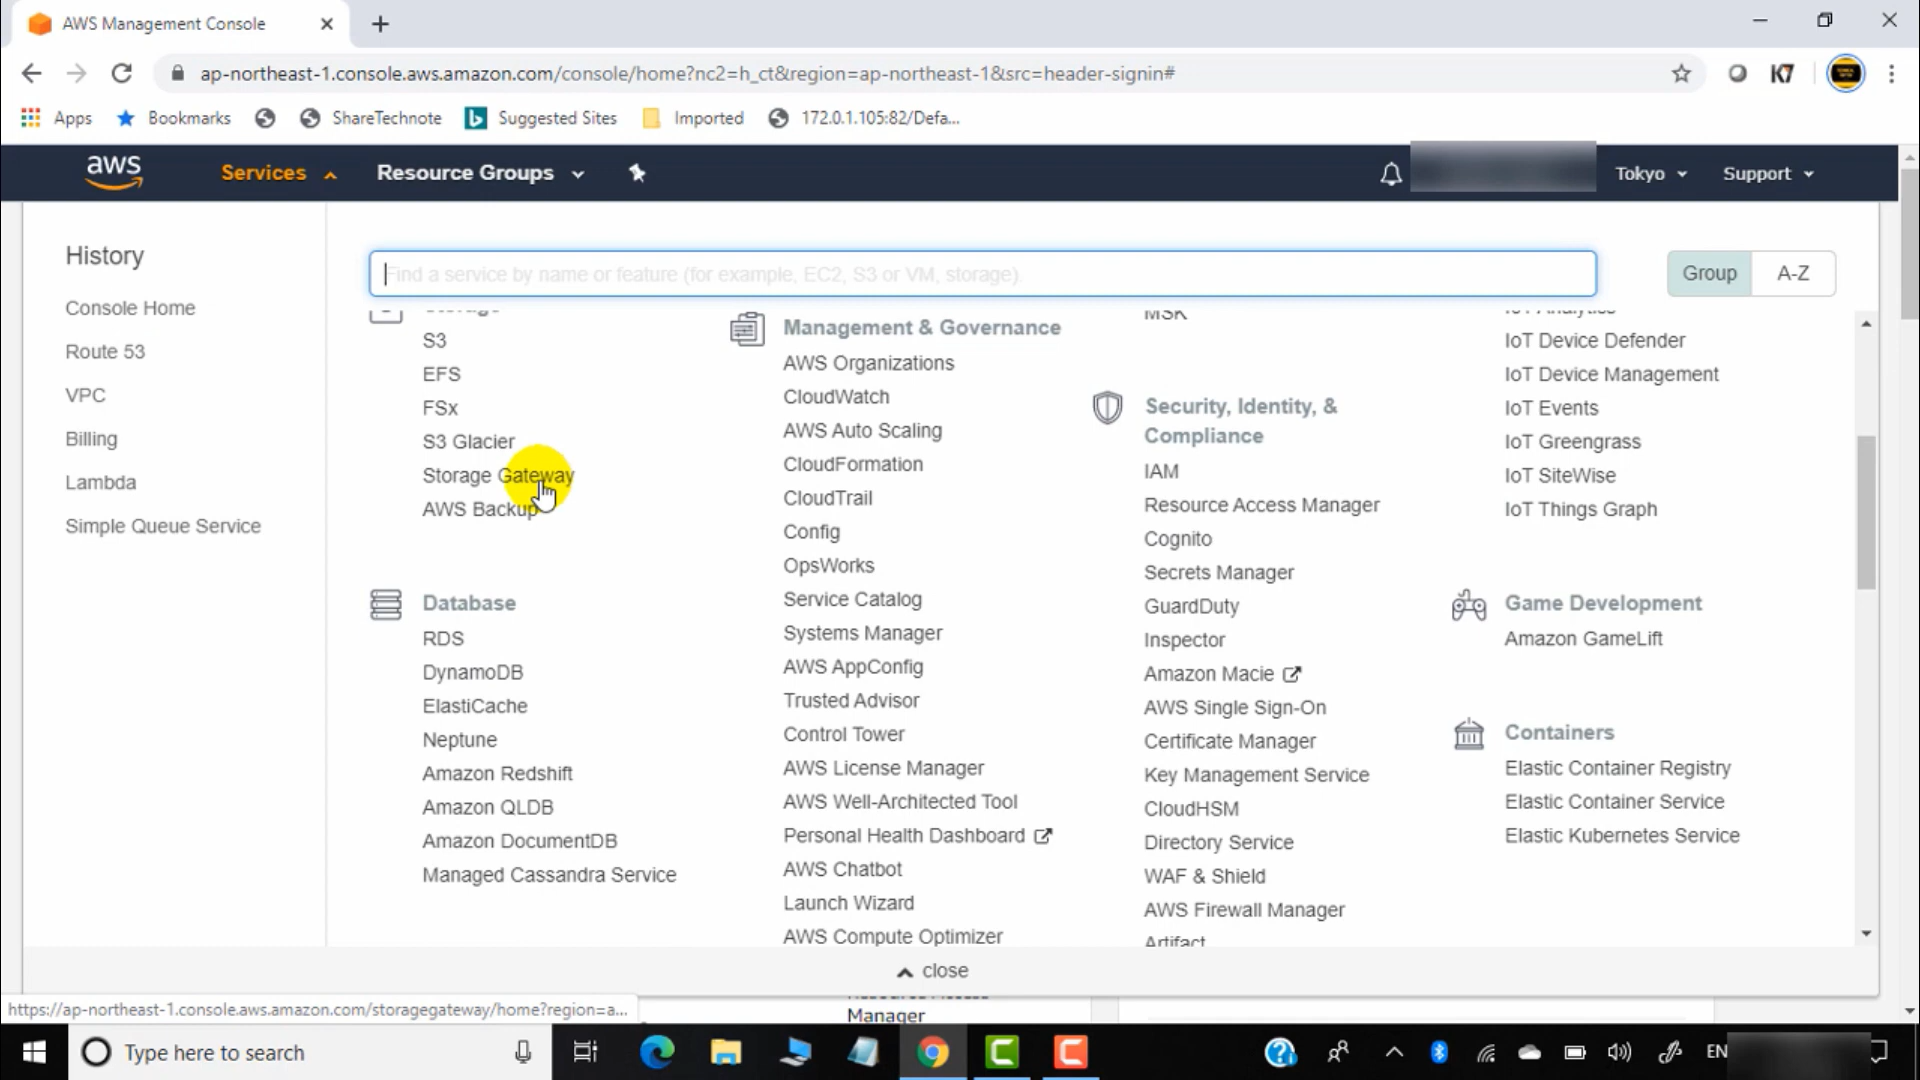 AWS Management Console
ap-northeast-1.console.aws.amazon.com/console/home?nc2=h_ct&region=ap-northeast-1&src=header-signin#
K7
Apps
Bookmarks
ShareTechnote
Suggested Sites
Imported
172.0.1.105:82/Defa...
aws
Services
Resource Groups
Tokyo
Support
History
Console Home
Route 53
VPC
Billing
Lambda
Simple Queue Service
Find a service by name or feature (for example, EC2, S3 or VM, storage).
Group
A-Z
Storage
S3
EFS
FSx
S3 Glacier
Storage Gateway
AWS Backup
Database
RDS
DynamoDB
ElastiCache
Neptune
Amazon Redshift
Amazon QLDB
Amazon DocumentDB
Managed Cassandra Service
Management & Governance
AWS Organizations
CloudWatch
AWS Auto Scaling
CloudFormation
CloudTrail
Config
OpsWorks
Service Catalog
Systems Manager
AWS AppConfig
Trusted Advisor
Control Tower
AWS License Manager
AWS Well-Architected Tool
Personal Health Dashboard
AWS Chatbot
Launch Wizard
AWS Compute Optimizer
MSK
Security, Identity, &
Compliance
IAM
Resource Access Manager
Cognito
Secrets Manager
GuardDuty
Inspector
Amazon Macie
AWS Single Sign-On
Certificate Manager
Key Management Service
CloudHSM
Directory Service
WAF & Shield
AWS Firewall Manager
Artifact
IoT Analytics
IoT Device Defender
IoT Device Management
IoT Events
IoT Greengrass
IoT SiteWise
IoT Things Graph
Game Development
Amazon GameLift
Containers
Elastic Container Registry
Elastic Container Service
Elastic Kubernetes Service
close
https://ap-northeast-1.console.aws.amazon.com/storagegateway/home?region=a...
Manager
Type here to search
EN